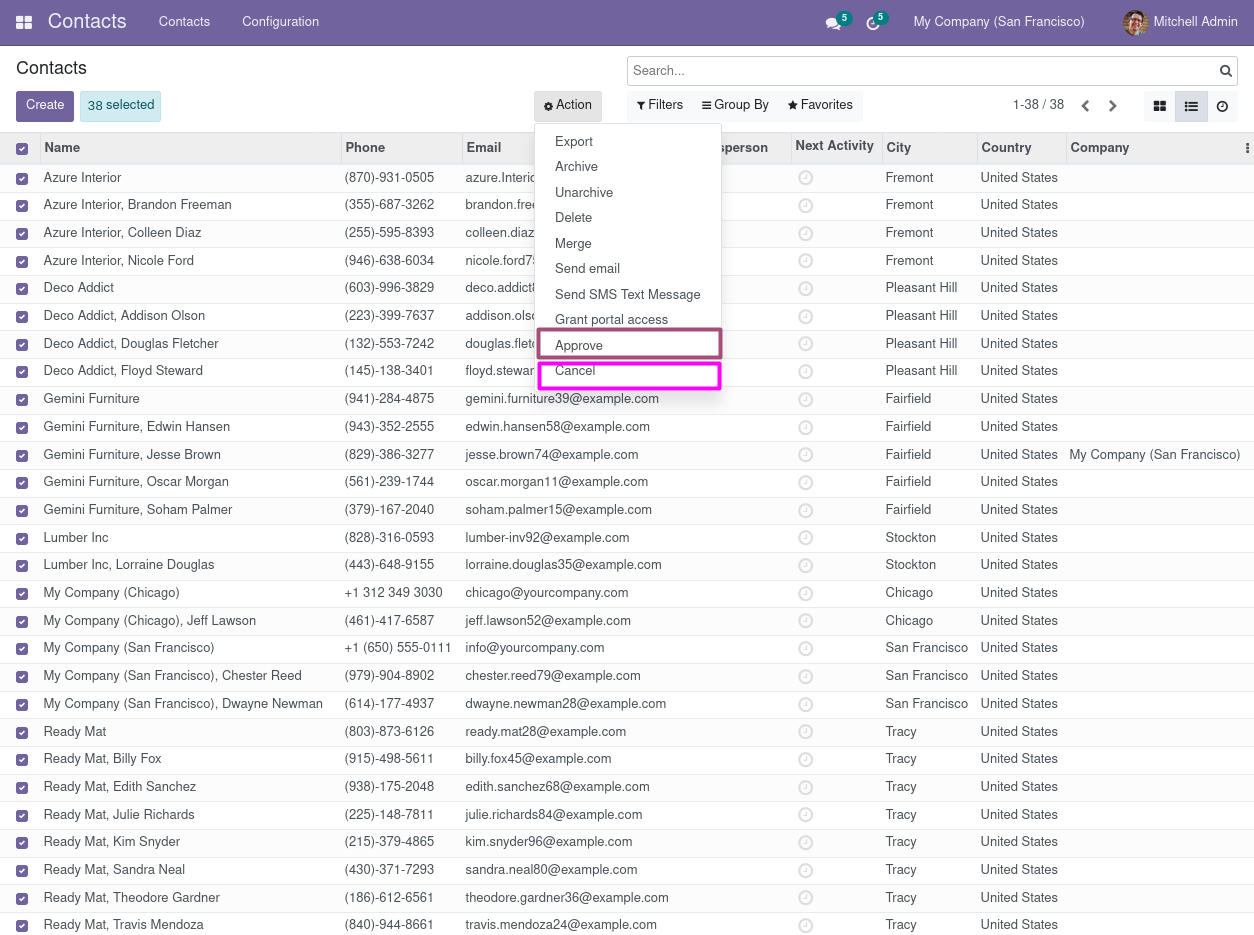 Contacts Contacts Configuration 5 5 My Company (San Francisco) Mitchell Admin
Contacts
Search...
Create 38 selected Action Filters Group By Favorites 1-38 / 38
Name Phone Email sperson Next Activity City Country Company
Export
Archive
Unarchive
Delete
Merge
Send email
Send SMS Text Message
Grant portal access
Approve
Cancel
Azure Interior (870)-931-0505 azure.Interio Fremont United States
Azure Interior, Brandon Freeman (355)-687-3262 brandon.free Fremont United States
Azure Interior, Colleen Diaz (255)-595-8393 colleen.diaz Fremont United States
Azure Interior, Nicole Ford (946)-638-6034 nicole.ford75 Fremont United States
Deco Addict (603)-996-3829 deco.addict8 Pleasant Hill United States
Deco Addict, Addison Olson (223)-399-7637 addison.olso Pleasant Hill United States
Deco Addict, Douglas Fletcher (132)-553-7242 douglas.fletc Pleasant Hill United States
Deco Addict, Floyd Steward (145)-138-3401 floyd.stewar Pleasant Hill United States
Gemini Furniture (941)-284-4875 gemini.furniture39@example.com Fairfield United States
Gemini Furniture, Edwin Hansen (943)-352-2555 edwin.hansen58@example.com Fairfield United States
Gemini Furniture, Jesse Brown (829)-386-3277 jesse.brown74@example.com Fairfield United States My Company (San Francisco)
Gemini Furniture, Oscar Morgan (561)-239-1744 oscar.morgan11@example.com Fairfield United States
Gemini Furniture, Soham Palmer (379)-167-2040 soham.palmer15@example.com Fairfield United States
Lumber Inc (828)-316-0593 lumber-inv92@example.com Stockton United States
Lumber Inc, Lorraine Douglas (443)-648-9155 lorraine.douglas35@example.com Stockton United States
My Company (Chicago) +1 312 349 3030 chicago@yourcompany.com Chicago United States
My Company (Chicago), Jeff Lawson (461)-417-6587 jeff.lawson52@example.com Chicago United States
My Company (San Francisco) +1 (650) 555-0111 info@yourcompany.com San Francisco United States
My Company (San Francisco), Chester Reed (979)-904-8902 chester.reed79@example.com San Francisco United States
My Company (San Francisco), Dwayne Newman (614)-177-4937 dwayne.newman28@example.com San Francisco United States
Ready Mat (803)-873-6126 ready.mat28@example.com Tracy United States
Ready Mat, Billy Fox (915)-498-5611 billy.fox45@example.com Tracy United States
Ready Mat, Edith Sanchez (938)-175-2048 edith.sanchez68@example.com Tracy United States
Ready Mat, Julie Richards (225)-148-7811 julie.richards84@example.com Tracy United States
Ready Mat, Kim Snyder (215)-379-4865 kim.snyder96@example.com Tracy United States
Ready Mat, Sandra Neal (430)-371-7293 sandra.neal80@example.com Tracy United States
Ready Mat, Theodore Gardner (186)-612-6561 theodore.gardner36@example.com Tracy United States
Ready Mat, Travis Mendoza (840)-944-8661 travis.mendoza24@example.com Tracy United States